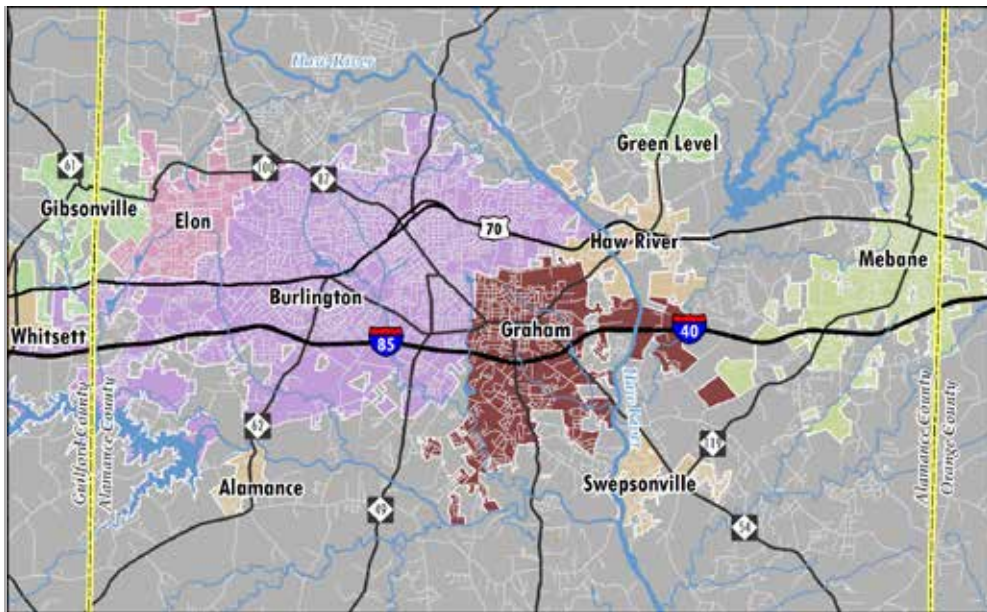 Haw River
Green Level
61
100
87
Gibsonville
Elon
70
Haw River
Mebane
Burlington
Graham
Whitsett
85
40
Haw River
Guilford County
Alamance County
Alamance County
Orange County
62
119
Alamance
Swepsonville
49
54